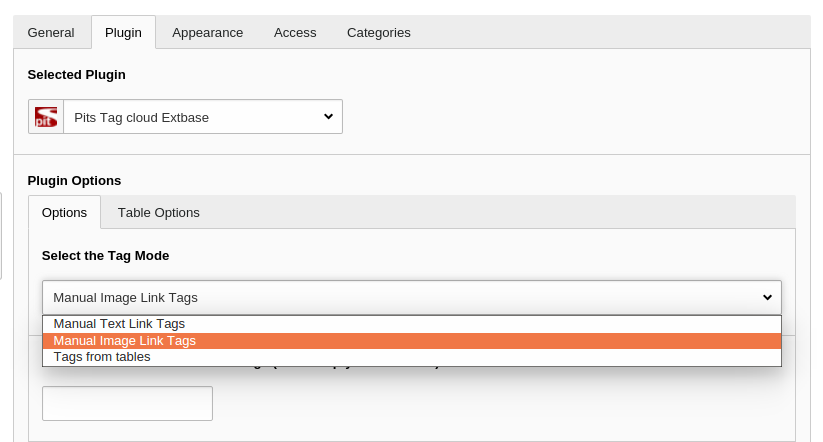 General Plugin Appearance Access Categories
Selected Plugin
pit Pits Tag cloud Extbase
Plugin Options
Options Table Options
Select the Tag Mode
Manual Image Link Tags
Manual Text Link Tags
Manual Image Link Tags
Tags from tables